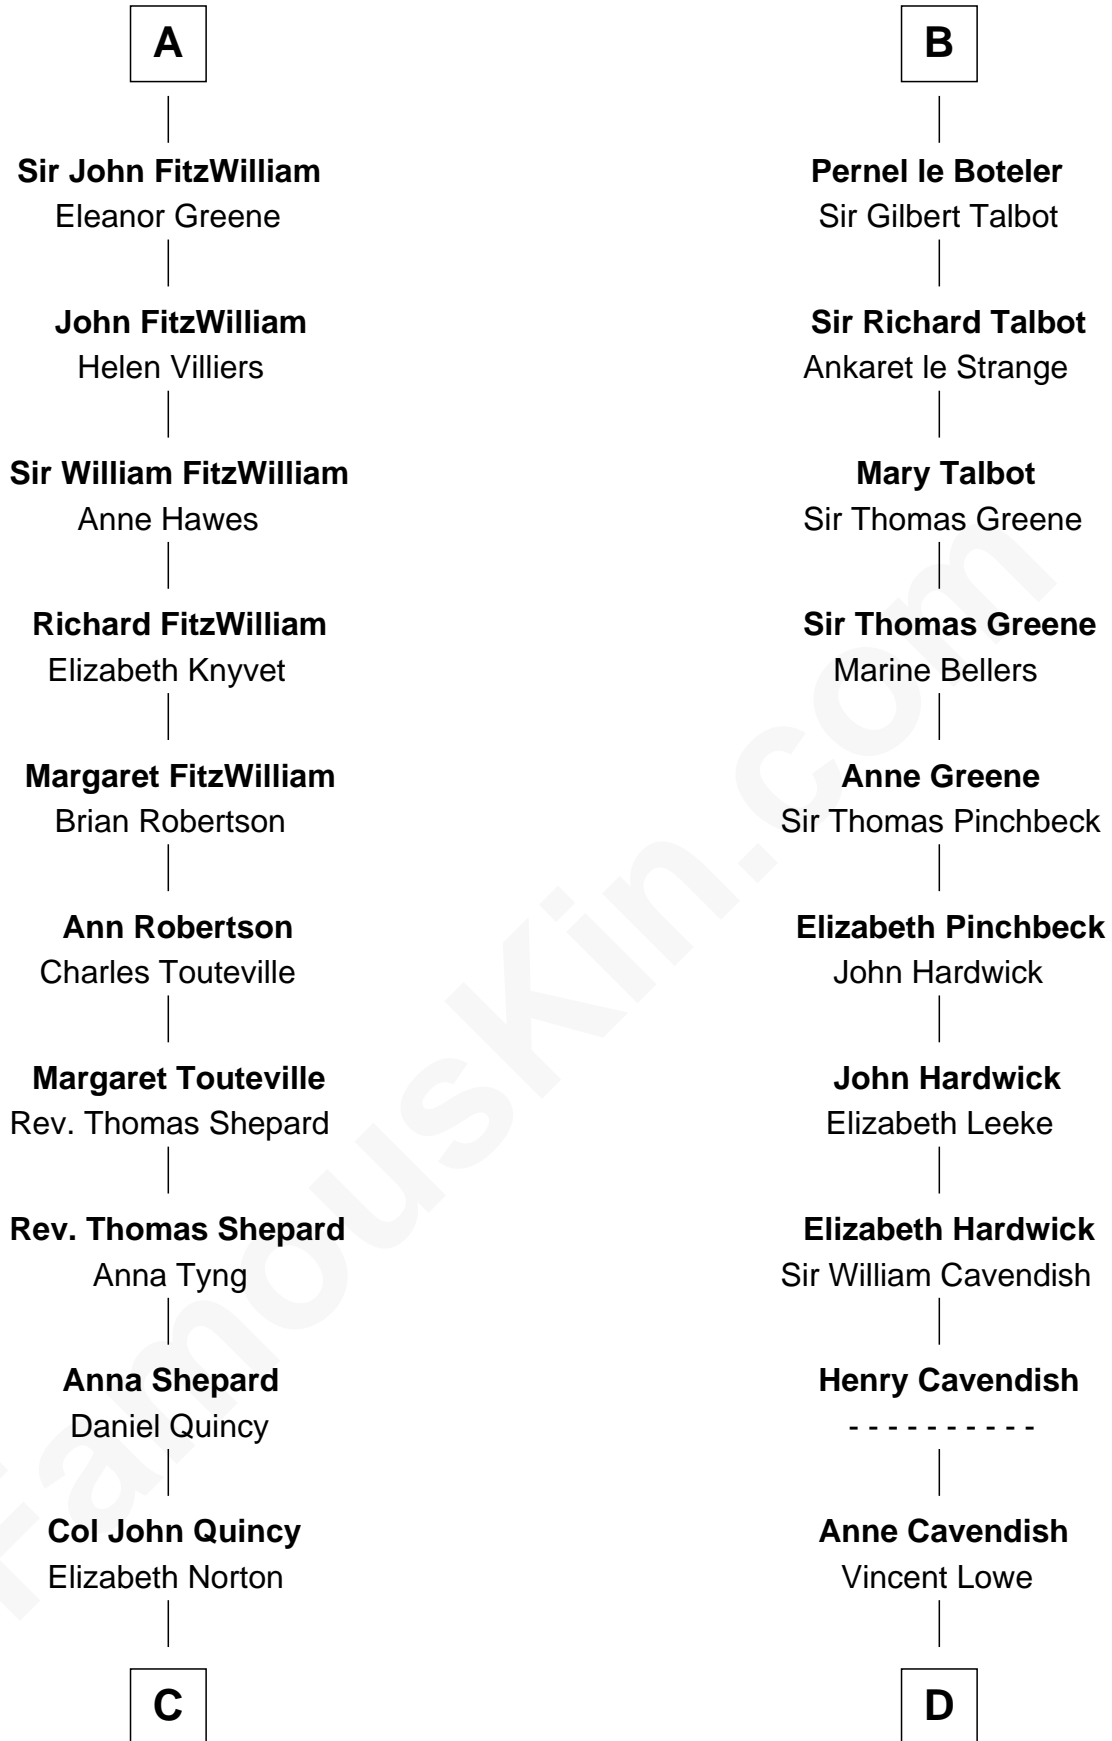 A
Sir John FitzWilliam
Eleanor Greene
John FitzWilliam
Helen Villiers
Sir William FitzWilliam
Anne Hawes
Richard FitzWilliam
Elizabeth Knyvet
Margaret FitzWilliam
Brian Robertson
Ann Robertson
Charles Touteville
Margaret Touteville
Rev. Thomas Shepard
Rev. Thomas Shepard
Anna Tyng
Anna Shepard
Daniel Quincy
Col John Quincy
Elizabeth Norton
C
B
Pernel le Boteler
Sir Gilbert Talbot
Sir Richard Talbot
Ankaret le Strange
Mary Talbot
Sir Thomas Greene
Sir Thomas Greene
Marine Bellers
Anne Greene
Sir Thomas Pinchbeck
Elizabeth Pinchbeck
John Hardwick
John Hardwick
Elizabeth Leeke
Elizabeth Hardwick
Sir William Cavendish
Henry Cavendish
- - - - - - - - - -
Anne Cavendish
Vincent Lowe
D
FamousKin.com